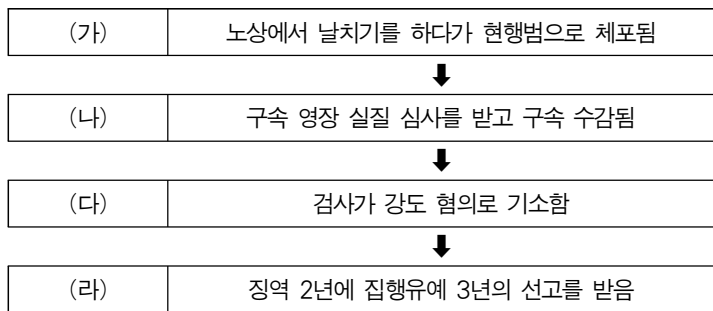 (가) 노상에서 날치기를 하다가 현행범으로 체포됨
(나) 구속 영장 실질 심사를 받고 구속 수감됨
(다) 검사가 강도 혐의로 기소함
(라) 징역 2년에 집행유예 3년의 선고를 받음